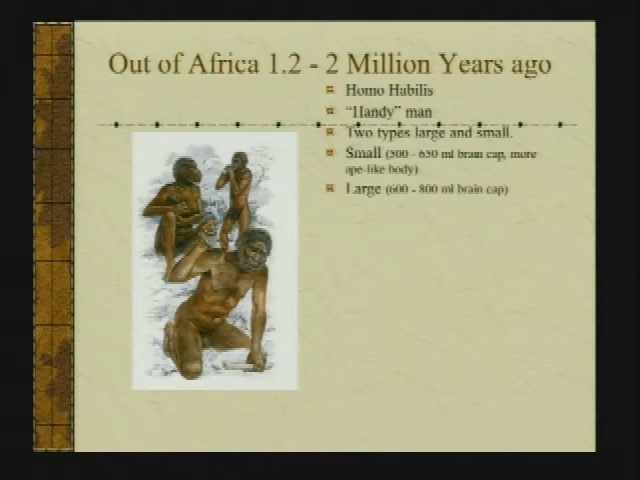 Out of Africa 1.2 - 2 Million Years ago
Homo Habilis
“Handy” man
Two types large and small.
Small (500 - 650 ml brain cap, more
ape-like body)
Large (600 - 800 ml brain cap)